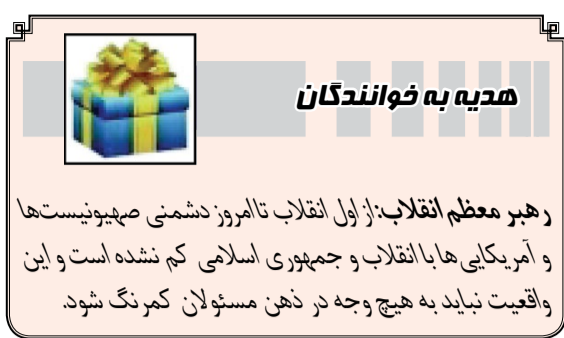 هدیه به خوانندگان
رهبر معظم انقلاب: از اول انقلاب تا امروز دشمنی صهیونیست‌ها
و آمریکایی‌ها با انقلاب و جمهوری اسلامی کم نشده است و این
واقعیت نباید به هیچ وجه در ذهن مسئولان کمرنگ شود.